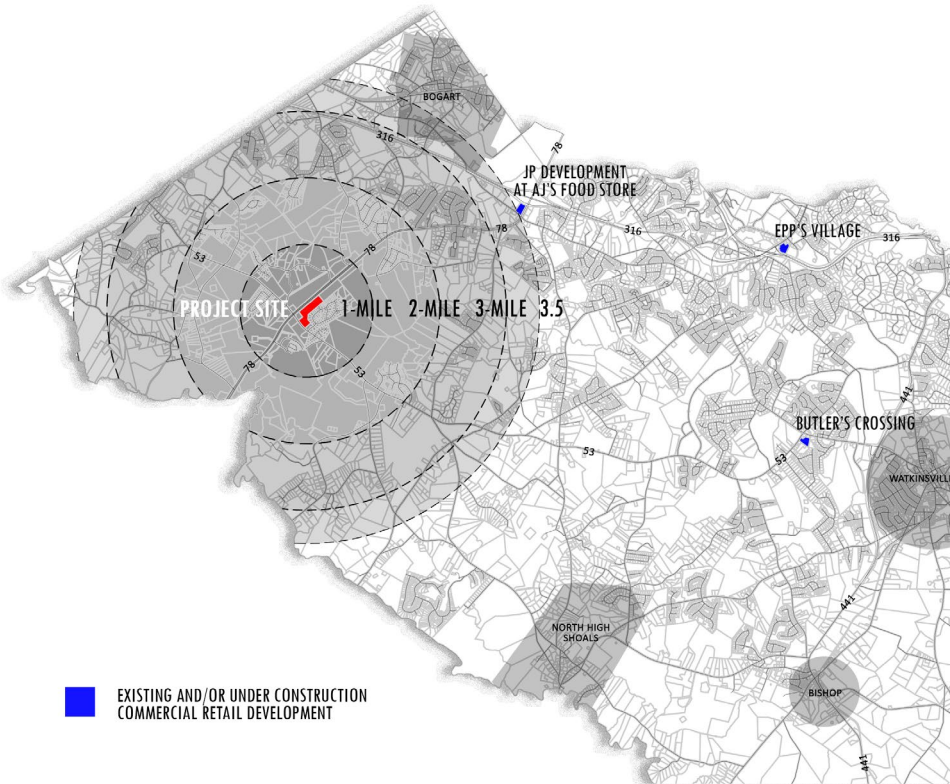 BOGART
316
78
JP DEVELOPMENT
AT AJ'S FOOD STORE
78
316
EPP'S VILLAGE
316
53
78
PROJECT SITE
1-MILE
2-MILE
3-MILE
3.5
78
53
441
BUTLER'S CROSSING
53
53
WATKINSVILL
441
NORTH HIGH
SHOALS
BISHOP
441
EXISTING AND/OR UNDER CONSTRUCTION
COMMERCIAL RETAIL DEVELOPMENT